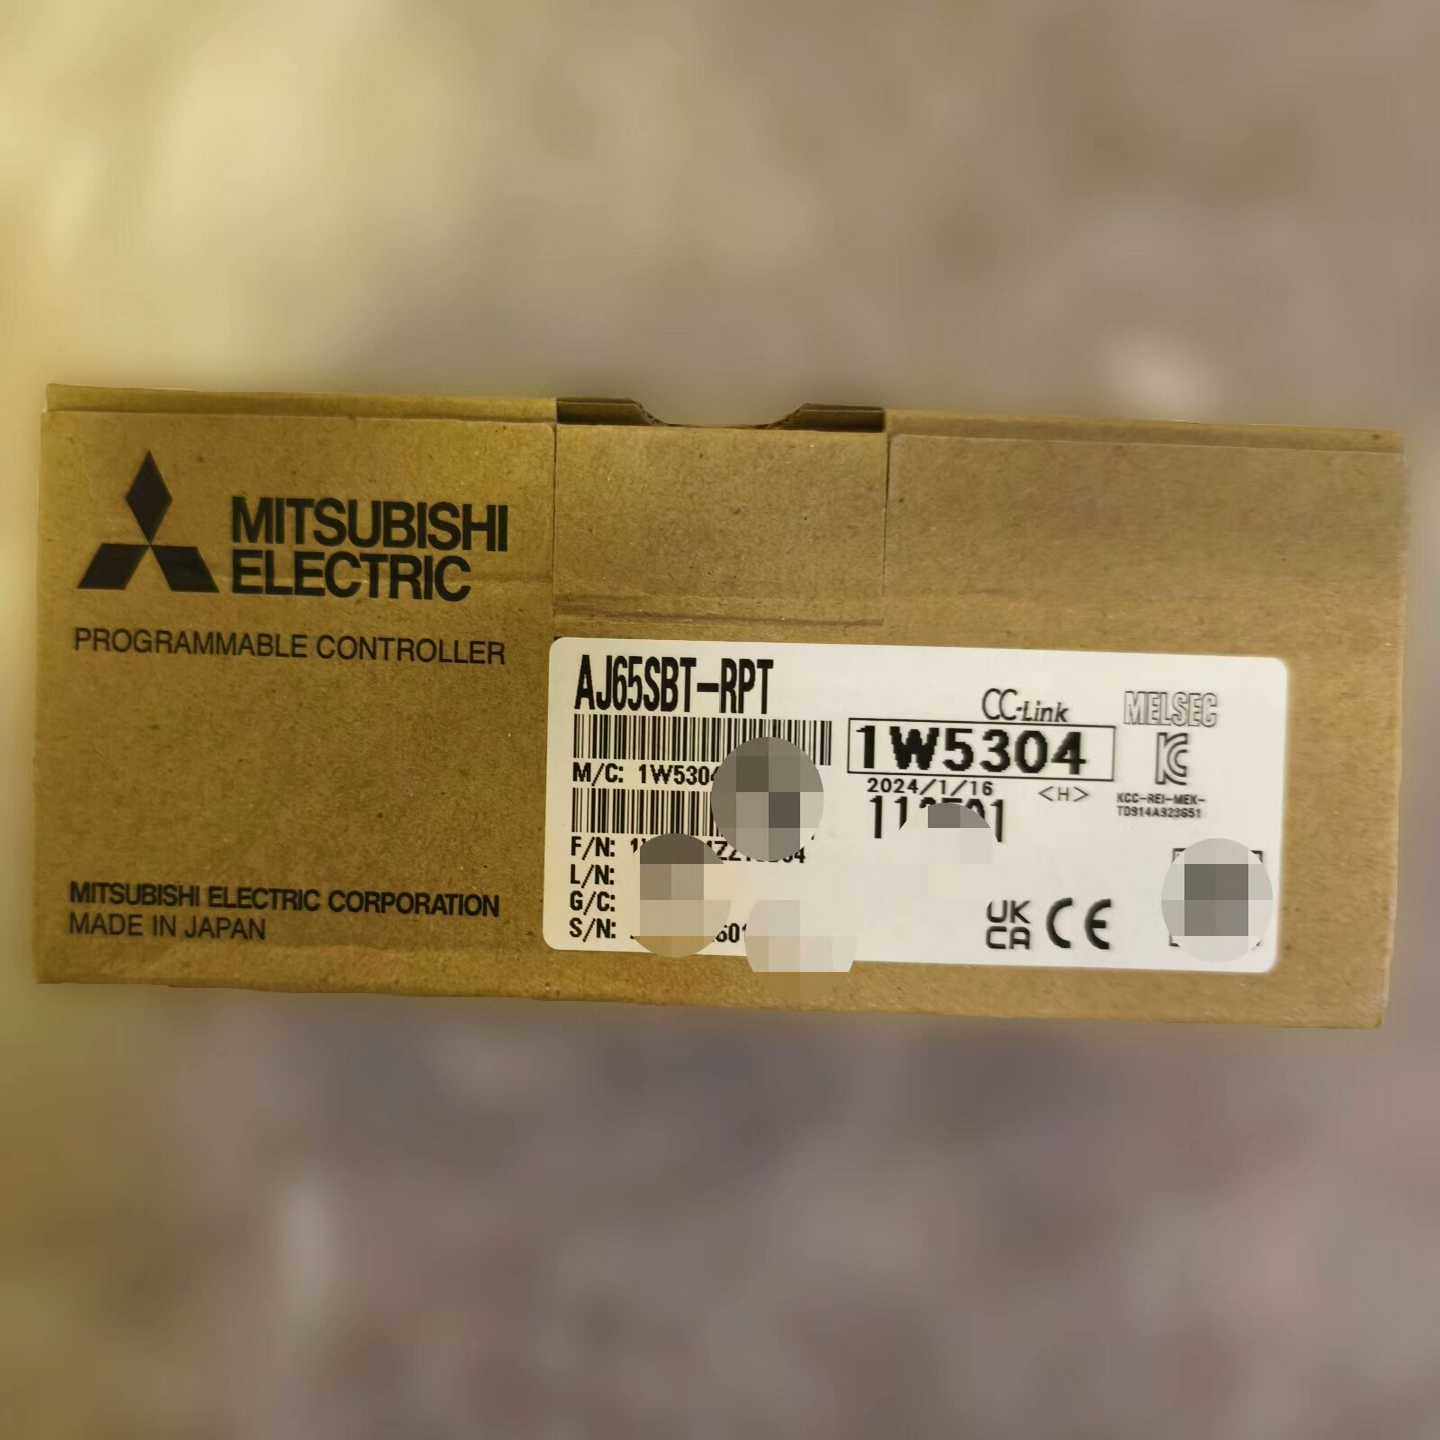 MITSUBISHI
ELECTRIC
PROGRAMMABLE CONTROLLER
MITSUBISHI ELECTRIC CORPORATION
MADE IN JAPAN
AJ65SBT-RPT
CC-Link
MELSEC
M/C: 1W5304
1W5304
2024/1/16 <H>
KCC-REI-MEK-
TD914A923G51
F/N:
L/N:
G/C:
S/N:
UK
CA
CE